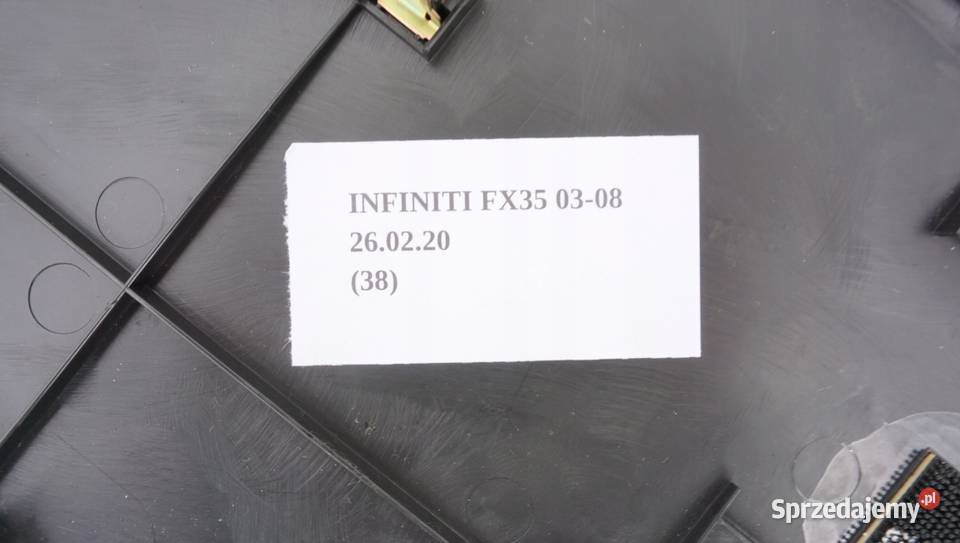 INFINITI FX35 03-08
26.02.20
(38)
Sprzedajemy.pl